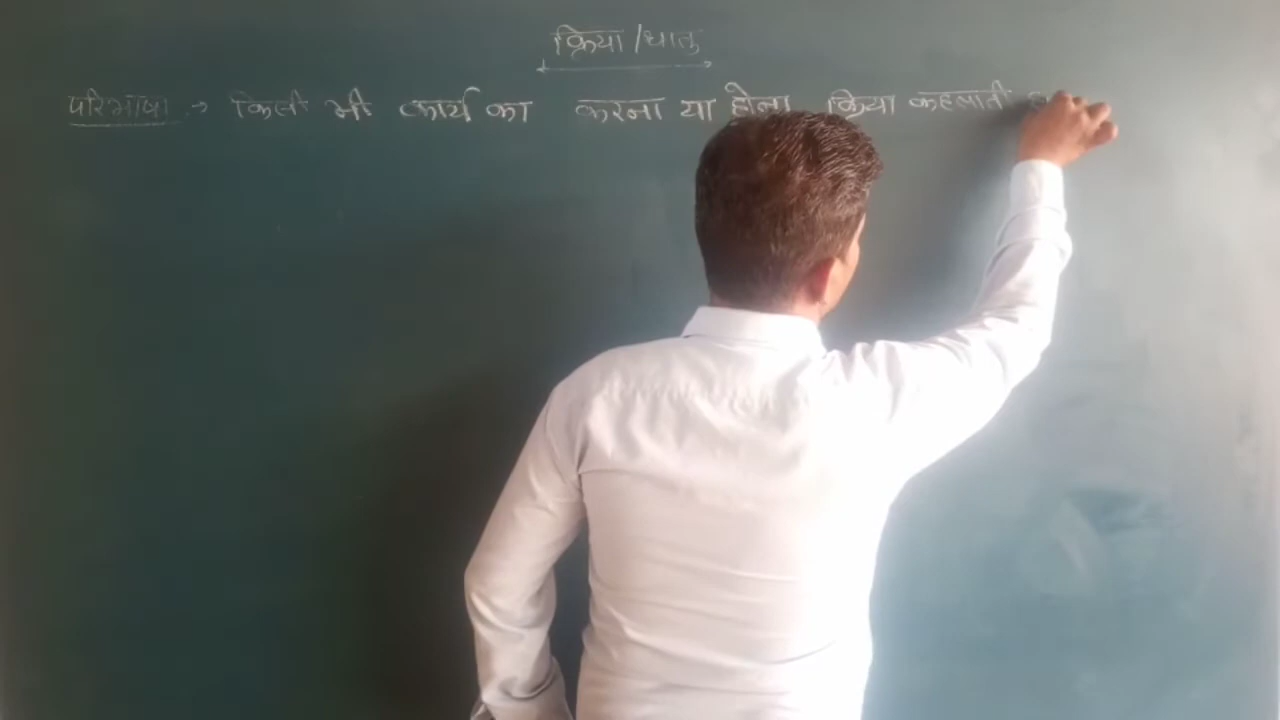 क्रिया/धातु
परिभाषा → किसी भी कार्य का करना या होना क्रिया कहलाती